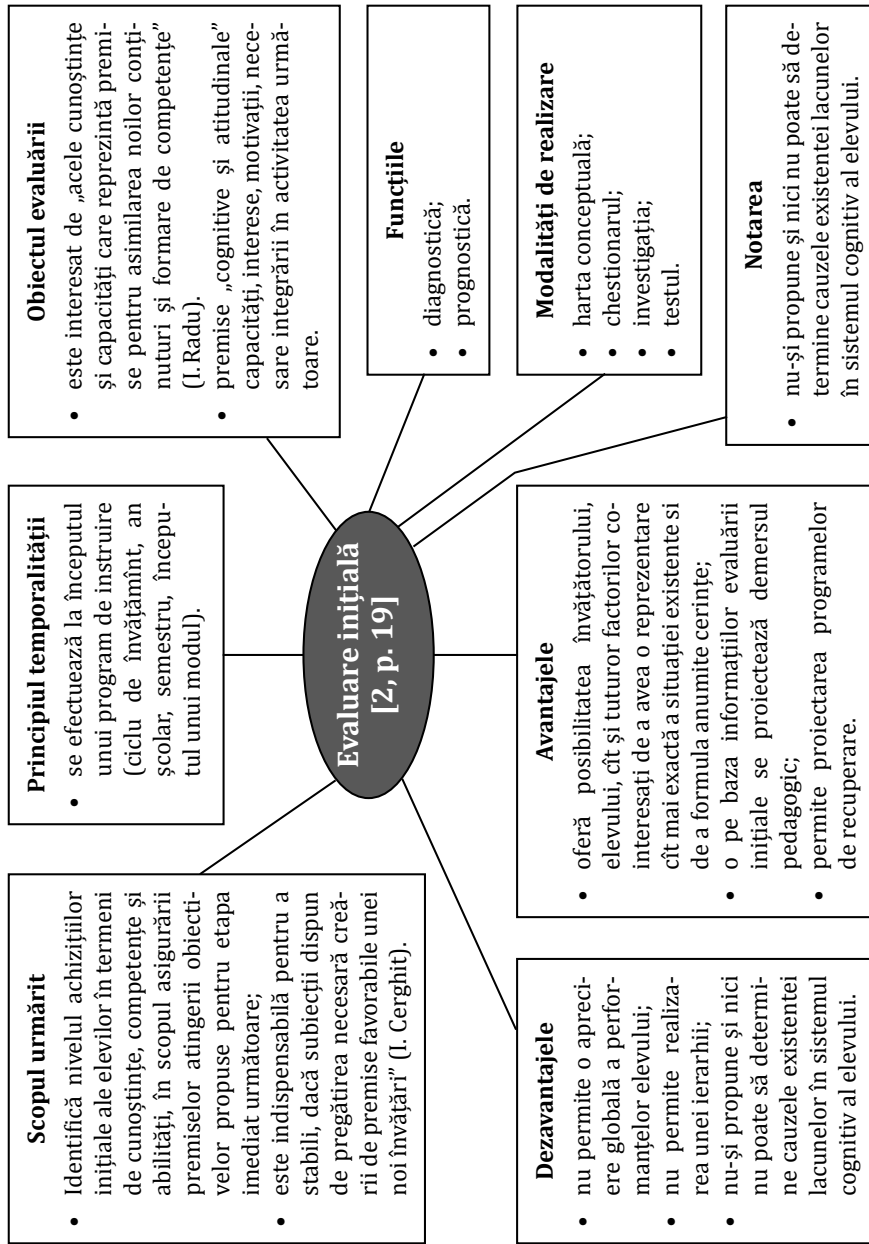 Scopul urmărit
• Identifică nivelul achizițiilor
inițiale ale elevilor în termeni
de cunoștințe, competențe și
abilități, în scopul asigurării
premiselor atingerii obiecti-
velor propuse pentru etapa
imediat următoare;
• este indispensabilă pentru a
stabili, dacă subiecții dispun
de pregătirea necesară creă-
rii de premise favorabile unei
noi învățări” (I. Cerghit).
Principiul temporalității
• se efectuează la începutul
unui program de instruire
(ciclu de învățămînt, an
școlar, semestru, începu-
tul unui modul).
Obiectul evaluării
• este interesat de „acele cunoștințe
și capacități care reprezintă premi-
se pentru asimilarea noilor conți-
nuturi și formare de competențe”
(I. Radu).
• premise „cognitive și atitudinale”
capacități, interese, motivații, nece-
sare integrării în activitatea urmă-
toare.
Evaluare inițială
[2, p. 19]
Funcțiile
• diagnostică;
• prognostică.
Modalități de realizare
• harta conceptuală;
• chestionarul;
• investigația;
• testul.
Dezavantajele
• nu permite o apreci-
ere globală a perfor-
manțelor elevului;
• nu permite realiza-
rea unei ierarhii;
• nu-și propune și nici
nu poate să determi-
ne cauzele existentei
lacunelor în sistemul
cognitiv al elevului.
Avantajele
• oferă posibilitatea învățătorului,
elevului, cît și tuturor factorilor co-
interesați de a avea o reprezentare
cît mai exactă a situației existente si
de a formula anumite cerințe;
• o pe baza informațiilor evaluării
inițiale se proiectează demersul
pedagogic;
• permite proiectarea programelor
de recuperare.
Notarea
• nu-și propune și nici nu poate să de-
termine cauzele existentei lacunelor
în sistemul cognitiv al elevului.